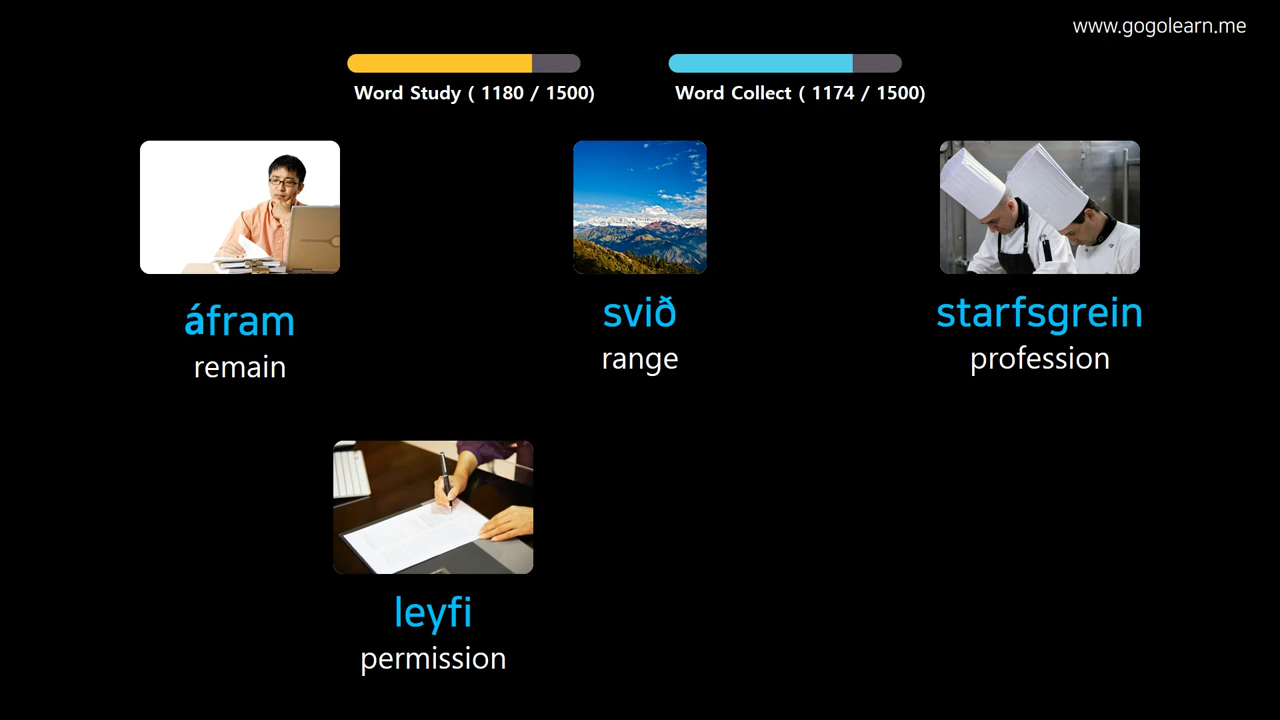 www.gogolearn.me
Word Study ( 1180 / 1500)
Word Collect ( 1174 / 1500)
áfram
remain
svið
range
starfsgrein
profession
leyfi
permission